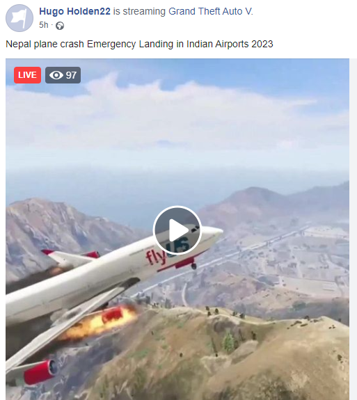 Hugo Holden22 is streaming Grand Theft Auto V.
5h ·
Nepal plane crash Emergency Landing in Indian Airports 2023
LIVE 97
fly